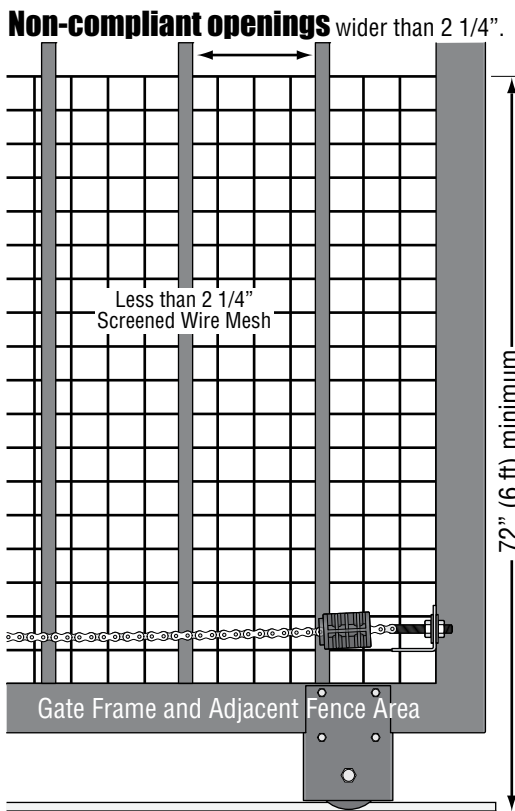 Non-compliant openings wider than 2 1/4”.
Less than 2 1/4”
Screened Wire Mesh
72” (6 ft) minimum
Gate Frame and Adjacent Fence Area